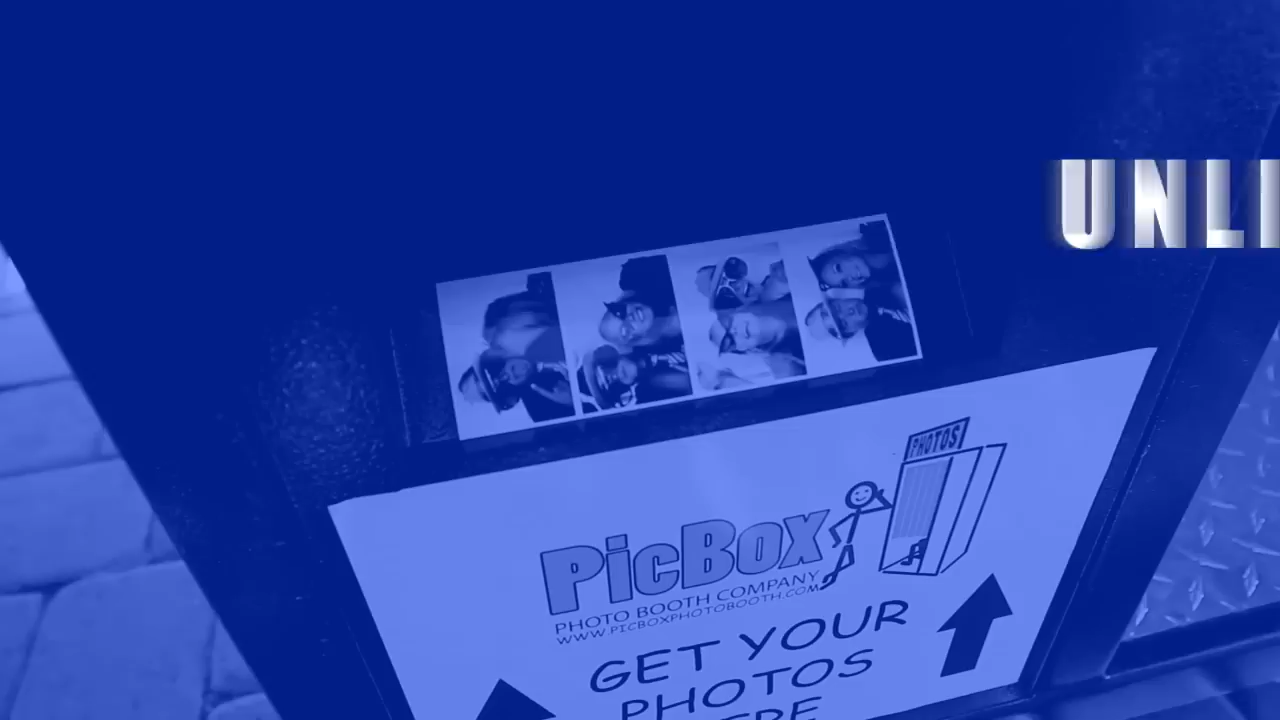 UNLI
PHOTOS
PicBox
PHOTO BOOTH COMPANY
WWW.PICBOXPHOTOBOOTH.COM
GET YOUR
PHOTOS